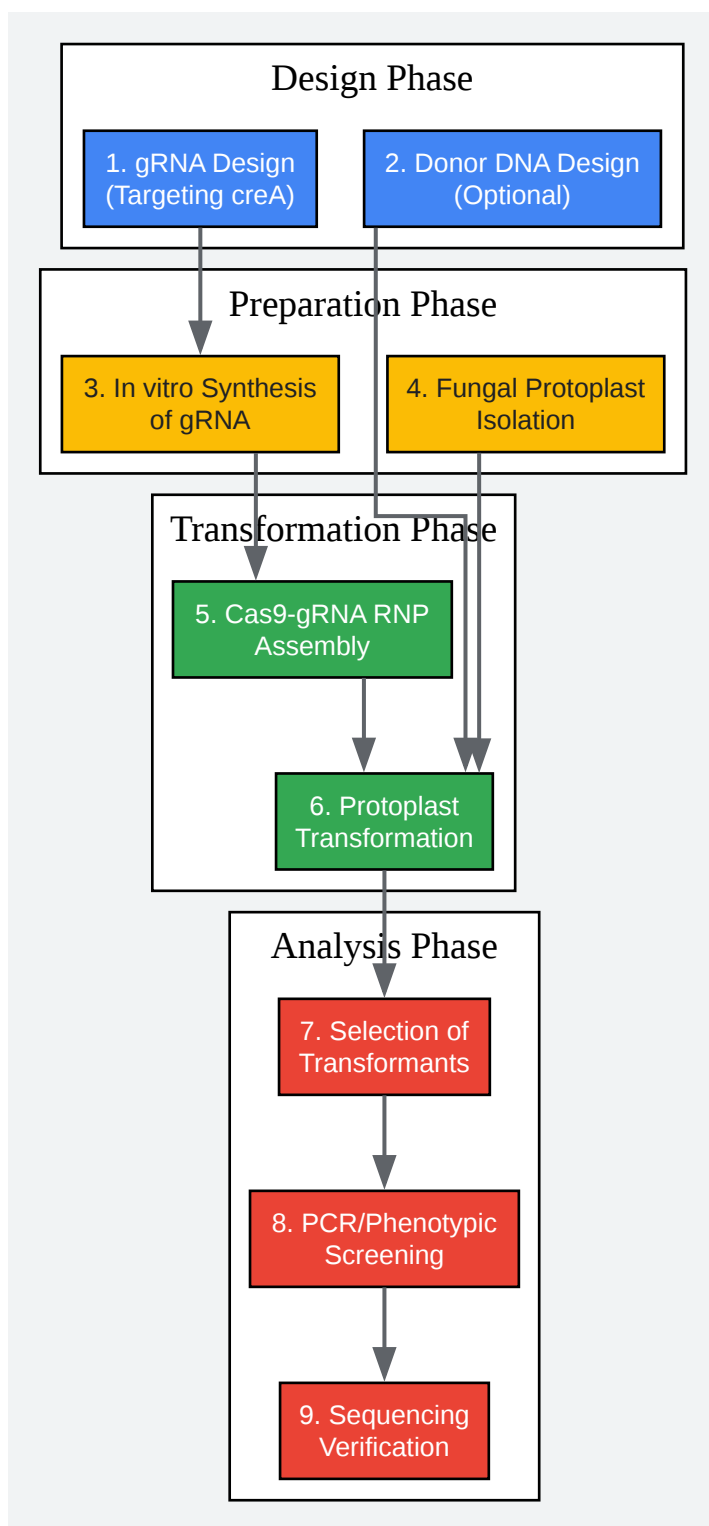 Design Phase
1. gRNA Design
(Targeting creA)
2. Donor DNA Design
(Optional)
Preparation Phase
3. In vitro Synthesis
of gRNA
4. Fungal Protoplast
Isolation
Transformation Phase
5. Cas9-gRNA RNP
Assembly
6. Protoplast
Transformation
Analysis Phase
7. Selection of
Transformants
8. PCR/Phenotypic
Screening
9. Sequencing
Verification